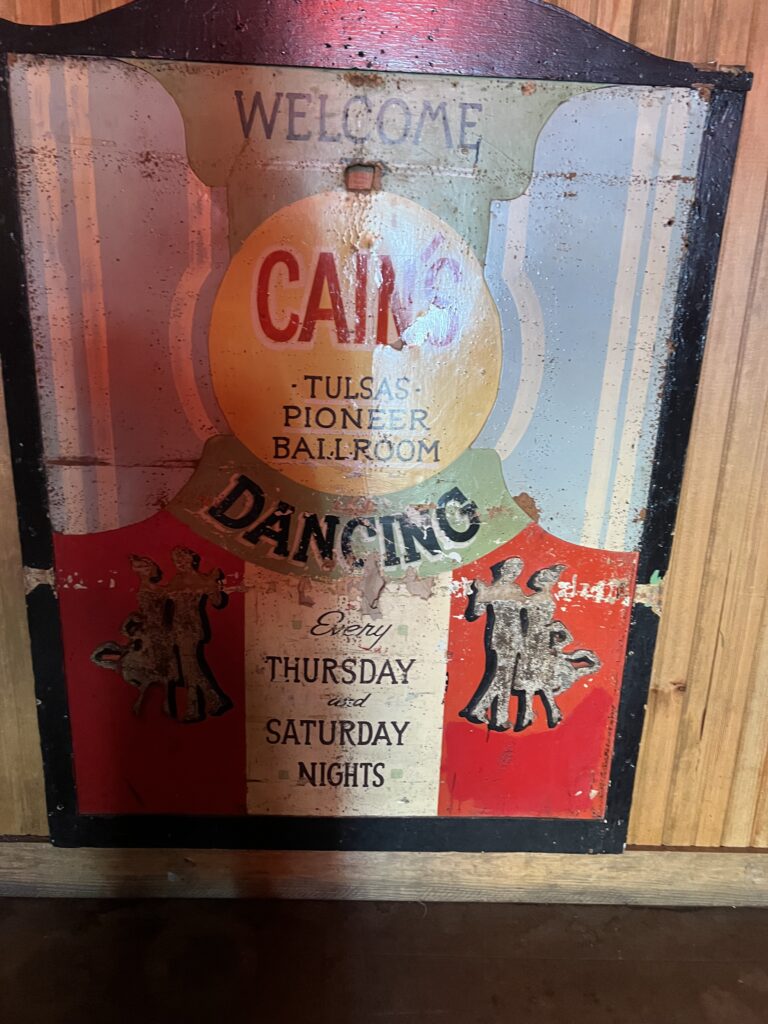 WELCOME
CAIN'S
· TULSAS ·
PIONEER
BALLROOM
DANCING
Every
THURSDAY
and
SATURDAY
NIGHTS